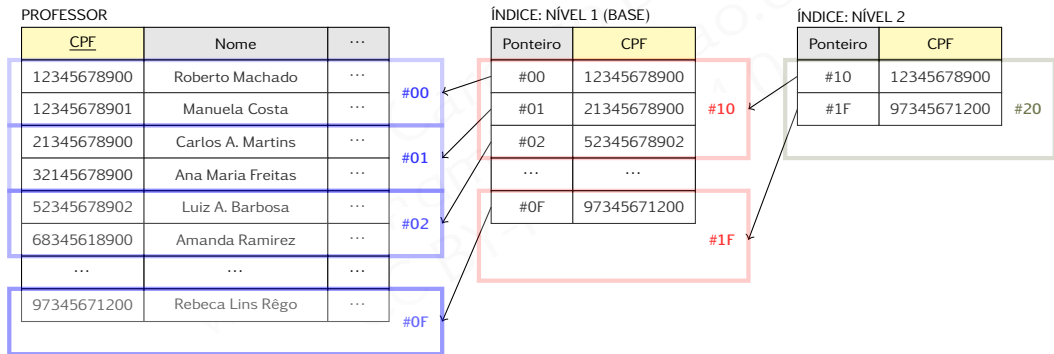 PROFESSOR
CPF Nome ...
12345678900 Roberto Machado ...
12345678901 Manuela Costa ...
#00
21345678900 Carlos A. Martins ...
32145678900 Ana Maria Freitas ...
#01
52345678902 Luiz A. Barbosa ...
68345618900 Amanda Ramirez ...
#02
... ... ...
97345671200 Rebeca Lins Rêgo ...
#0F
ÍNDICE: NÍVEL 1 (BASE)
Ponteiro CPF
#00 12345678900
#01 21345678900
#02 52345678902
#10
... ...
#0F 97345671200
#1F
ÍNDICE: NÍVEL 2
Ponteiro CPF
#10 12345678900
#1F 97345671200
#20